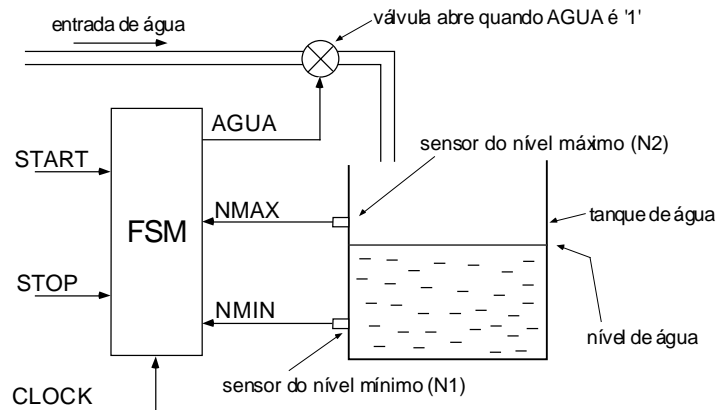 entrada de água
válvula abre quando AGUA é '1'
AGUA
sensor do nível máximo (N2)
START
NMAX
tanque de água
FSM
STOP
NMIN
nível de água
sensor do nível mínimo (N1)
CLOCK